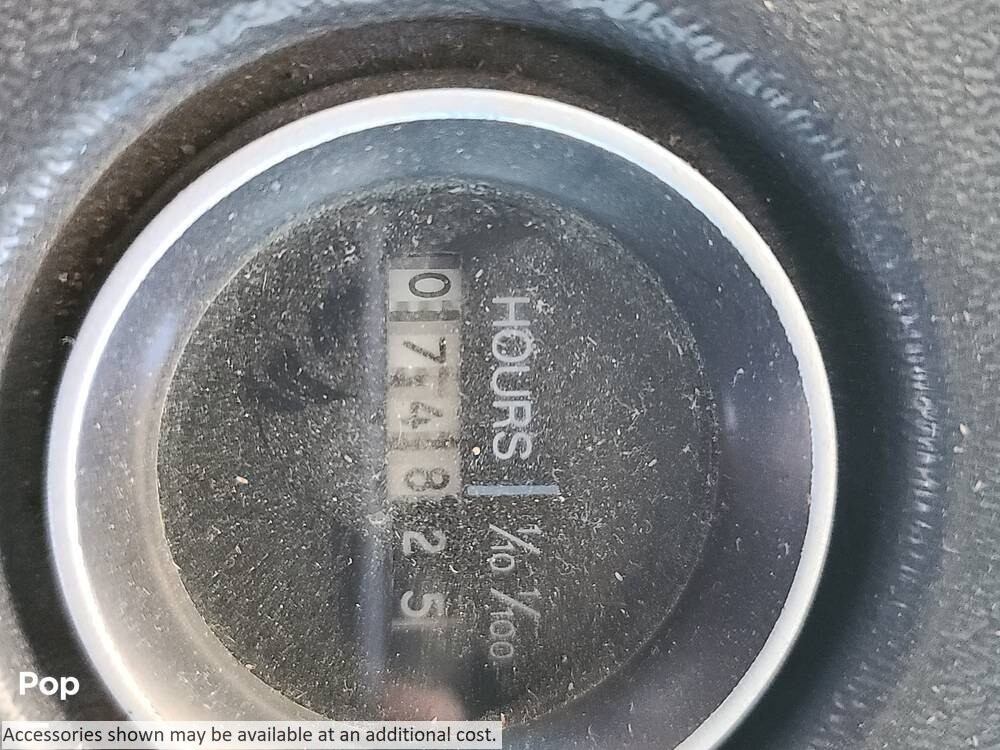 HOURS 1/10 1/100
0 7 4 8 2 5
Pop
Accessories shown may be available at an additional cost.